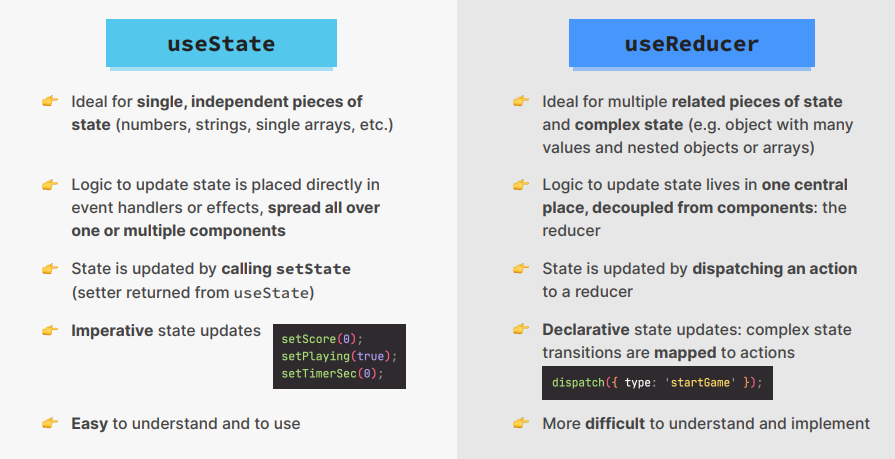 useState
Ideal for single, independent pieces of
state (numbers, strings, single arrays, etc.)
Logic to update state is placed directly in
event handlers or effects, spread all over
one or multiple components
State is updated by calling setState
(setter returned from useState)
Imperative state updates
setScore(0);
setPlaying(true);
setTimerSec(0);
Easy to understand and to use
useReducer
Ideal for multiple related pieces of state
and complex state (e.g. object with many
values and nested objects or arrays)
Logic to update state lives in one central
place, decoupled from components: the
reducer
State is updated by dispatching an action
to a reducer
Declarative state updates: complex state
transitions are mapped to actions
dispatch({ type: 'startGame' });
More difficult to understand and implement